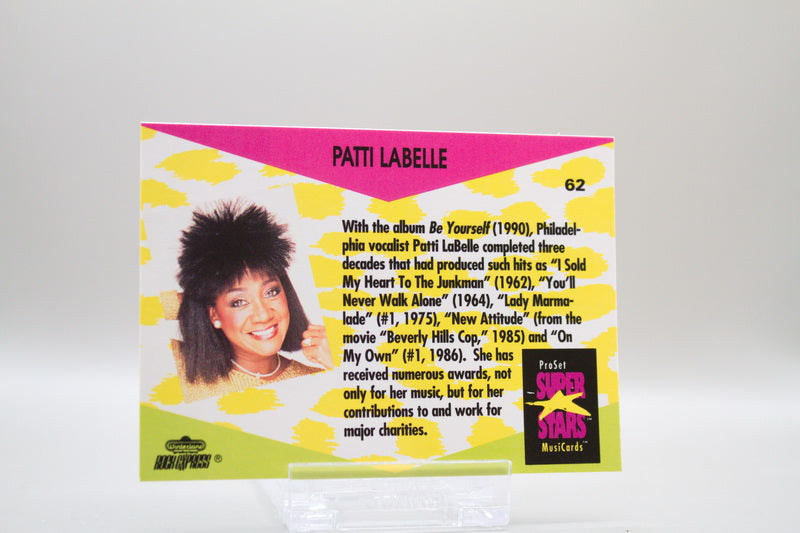 PATTI LABELLE
62
With the album Be Yourself (1990), Philadel-
phia vocalist Patti LaBelle completed three
decades that had produced such hits as “I Sold
My Heart To The Junkman” (1962), “You’ll
Never Walk Alone” (1964), “Lady Marma-
lade” (#1, 1975), “New Attitude” (from the
movie “Beverly Hills Cop,” 1985) and “On
My Own” (#1, 1986). She has
received numerous awards, not
only for her music, but for her
contributions to and work for
major charities.
ProSet
SUPER
STARS™
MusiCards™
Winterland
ROCK EXPRESS ®